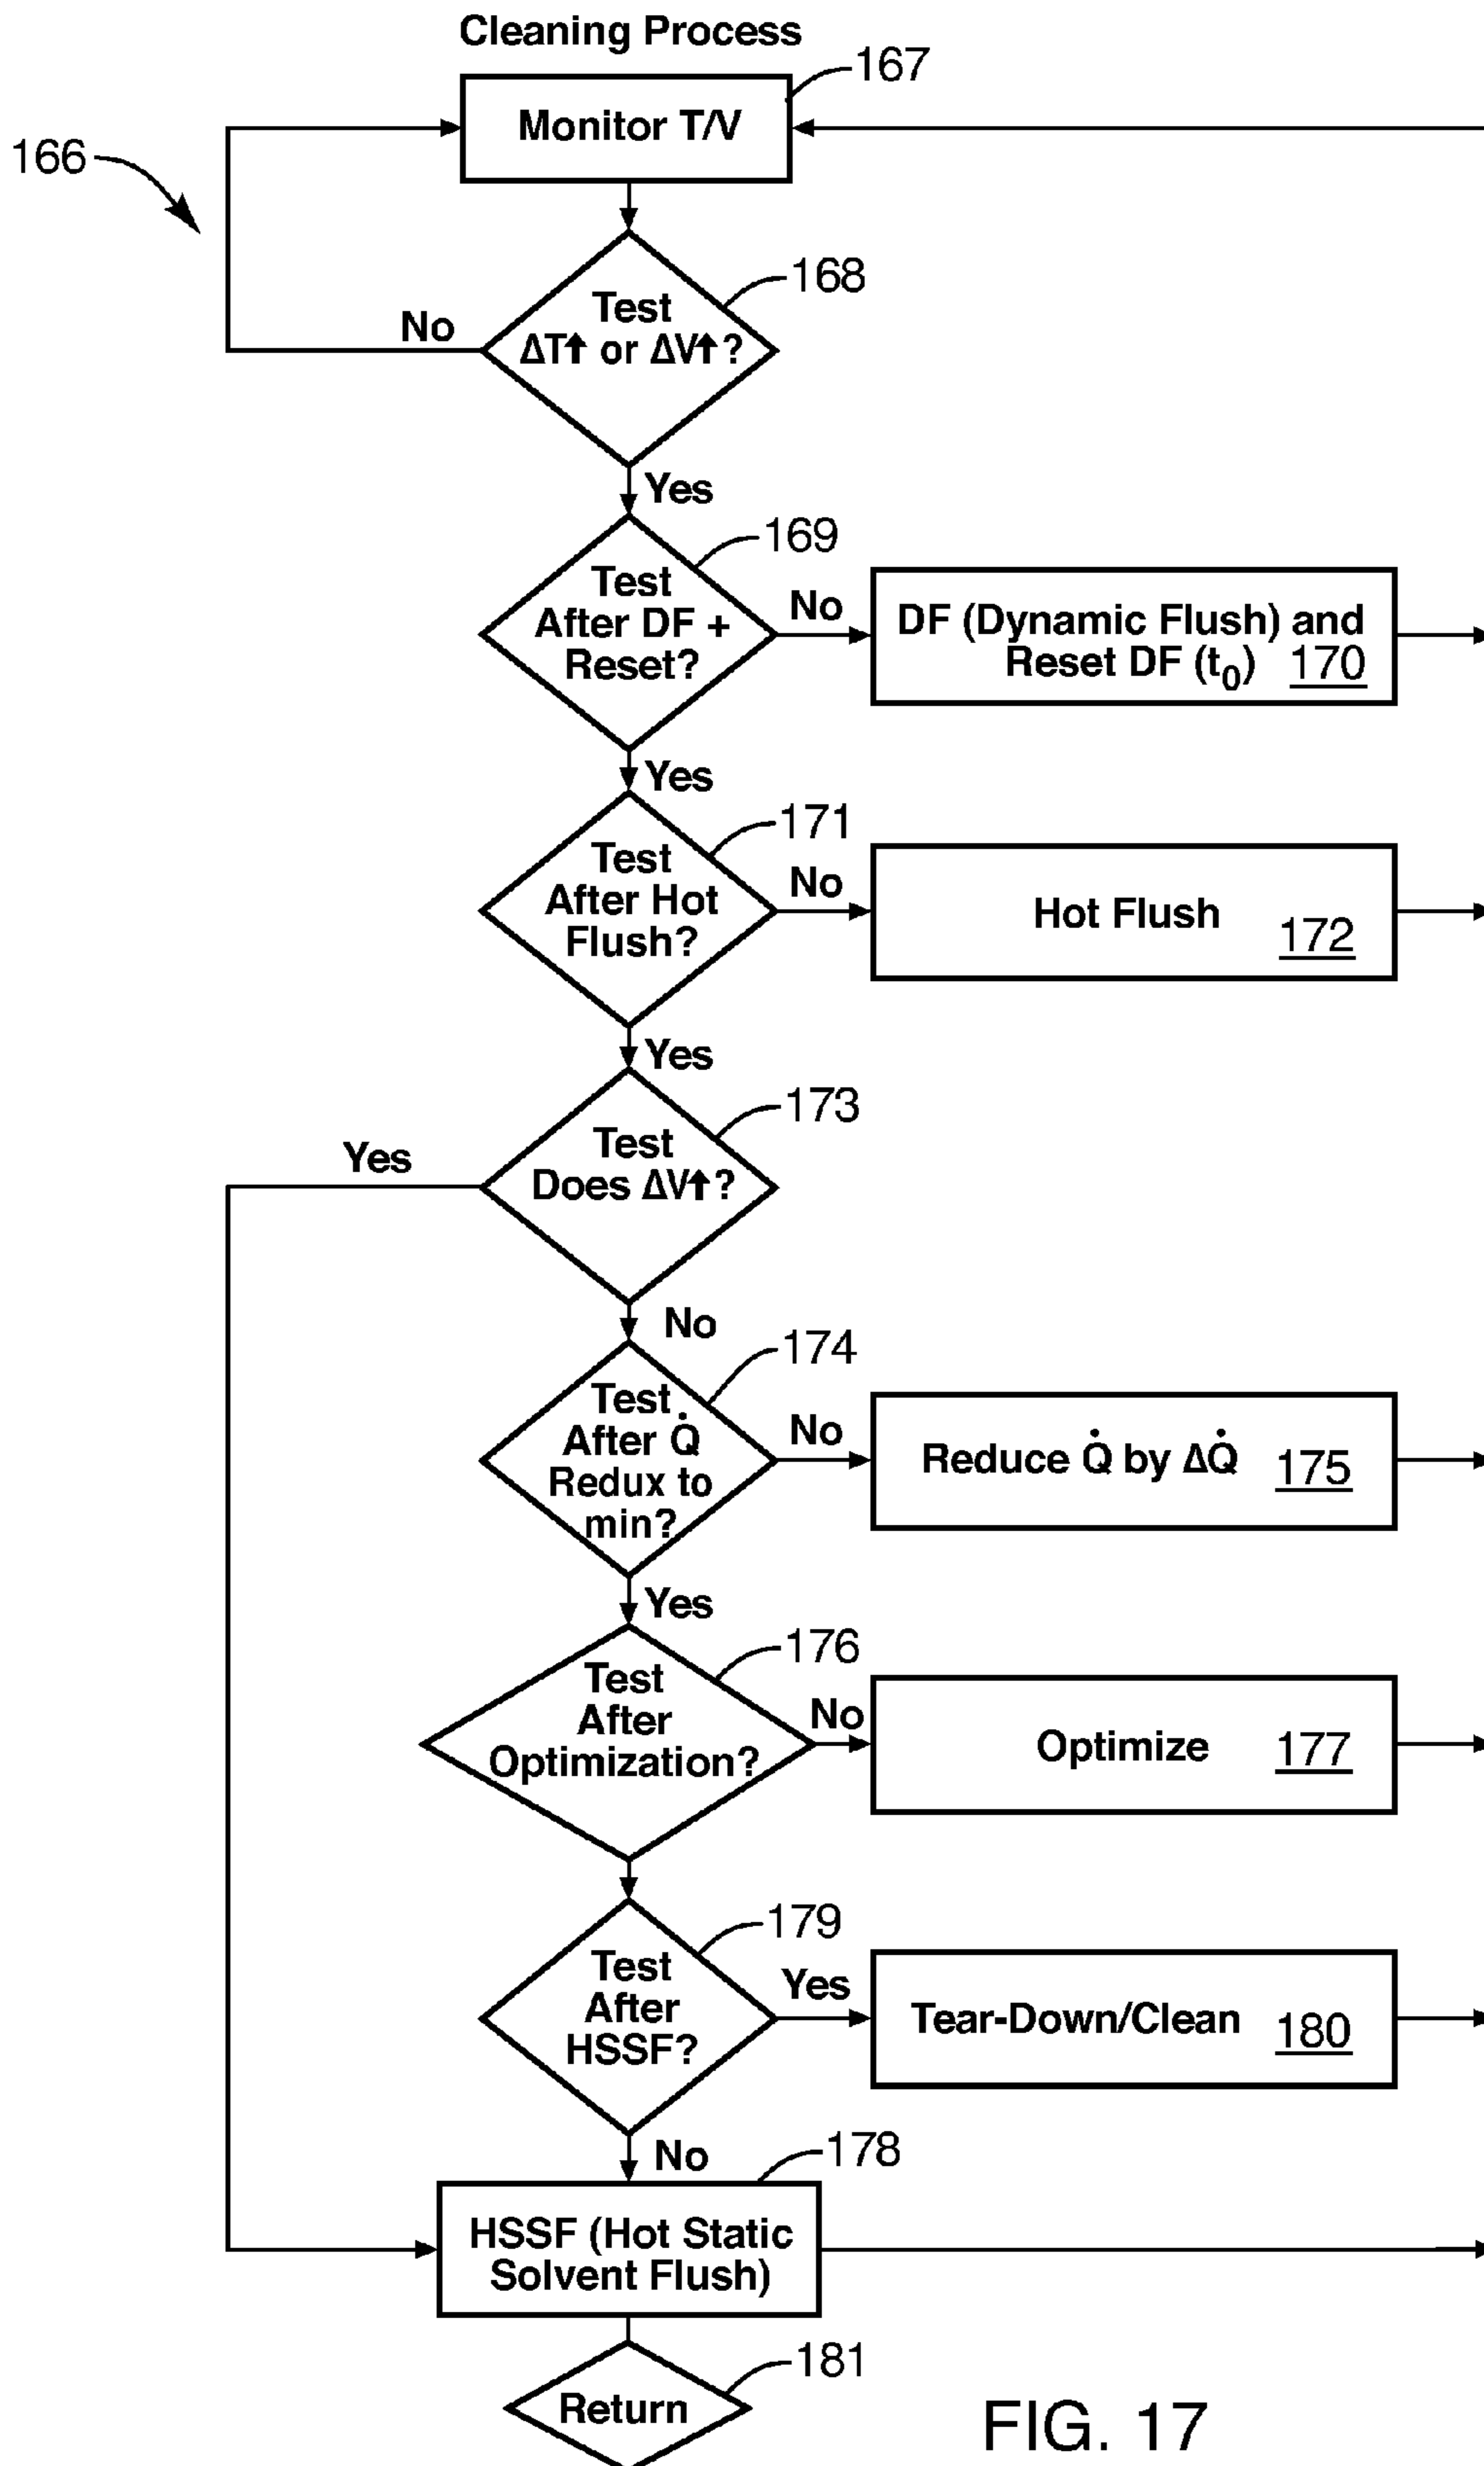 Cleaning Process
167
Monitor T/V
166
168
Test
ΔT↑ or ΔV↑?
No
Yes
169
Test
After DF +
Reset?
No
DF (Dynamic Flush) and
Reset DF (t₀) 170
Yes
171
Test
After Hot
Flush?
No
Hot Flush 172
Yes
173
Test
Does ΔV↑?
Yes
No
174
Test
After Q̇
Redux to
min?
No
Reduce Q̇ by ΔQ̇ 175
Yes
176
Test
After
Optimization?
No
Optimize 177
179
Test
After
HSSF?
Yes
Tear-Down/Clean 180
No
178
HSSF (Hot Static
Solvent Flush)
181
Return
FIG. 17